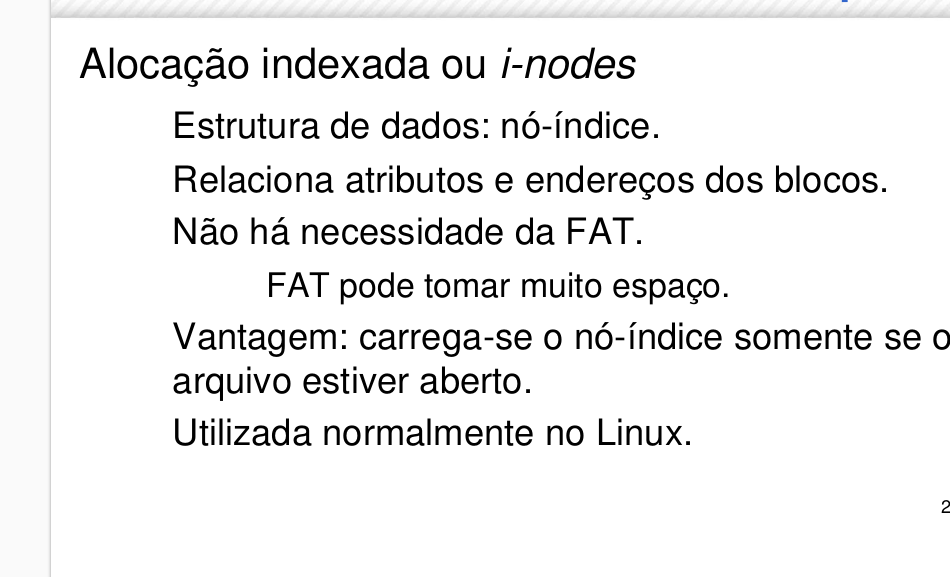 Alocação indexada ou i-nodes
Estrutura de dados: nó-índice.
Relaciona atributos e endereços dos blocos.
Não há necessidade da FAT.
FAT pode tomar muito espaço.
Vantagem: carrega-se o nó-índice somente se o
arquivo estiver aberto.
Utilizada normalmente no Linux.
2